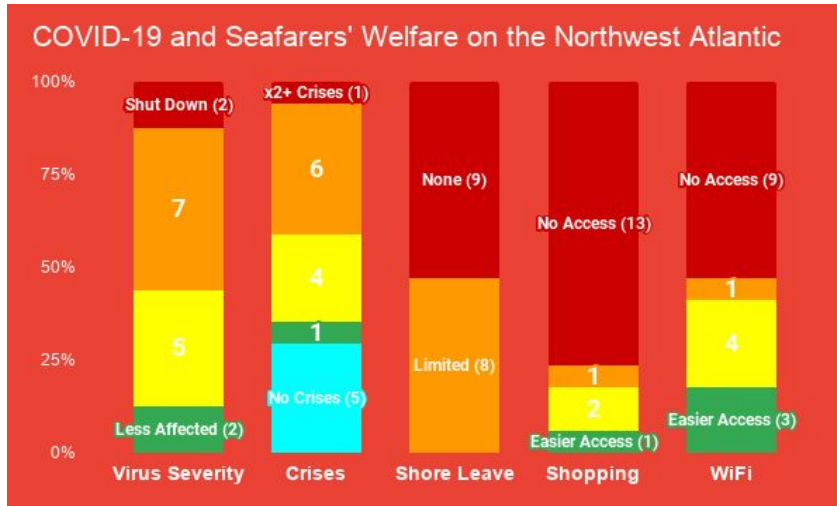 COVID-19 and Seafarers' Welfare on the Northwest Atlantic
100%
75%
50%
25%
0%
Shut Down (2)
7
5
Less Affected (2)
x2+ Crises (1)
6
4
1
No Crises (5)
None (9)
Limited (8)
No Access (13)
1
2
Easier Access (1)
No Access (9)
1
4
Easier Access (3)
Virus Severity
Crises
Shore Leave
Shopping
WiFi